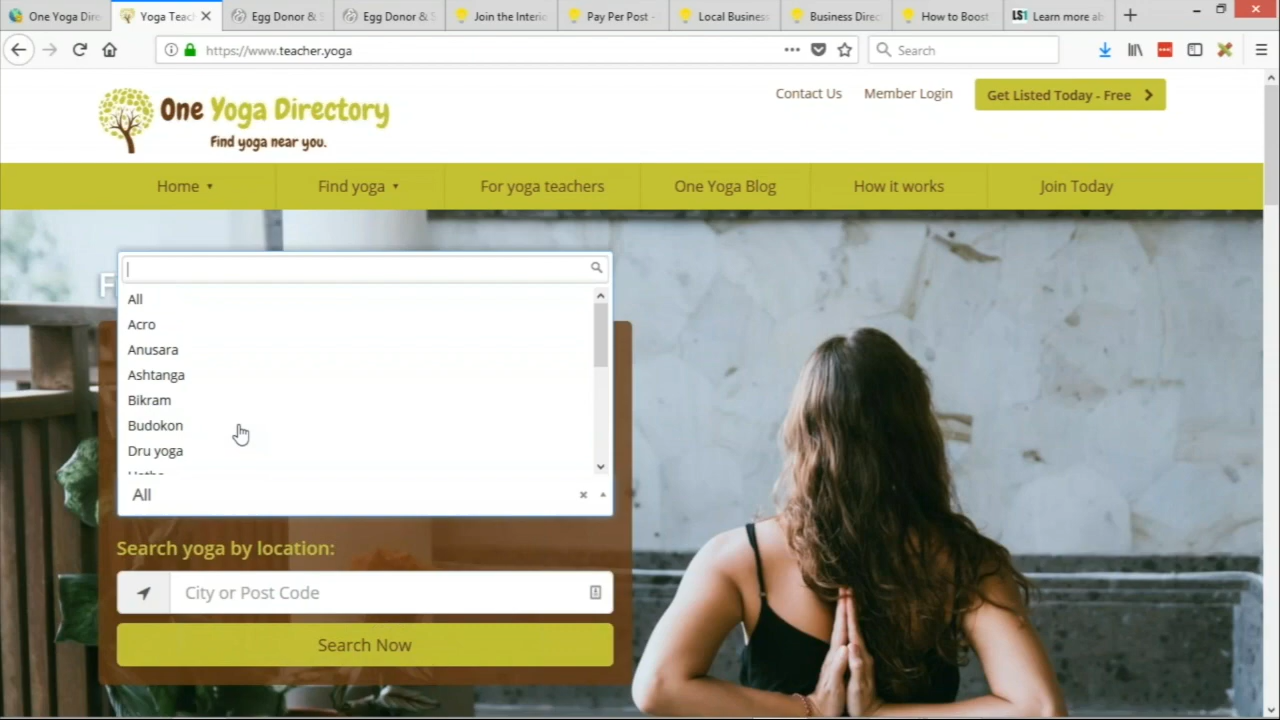 One Yoga Dire
Yoga Teac
Egg Donor & S
Egg Donor & S
Join the Interio
Pay Per Post -
Local Business
Business Direc
How to Boost
LS1 Learn more ab
https://www.teacher.yoga
Search
One Yoga Directory
Find yoga near you.
Contact Us
Member Login
Get Listed Today - Free
Home
Find yoga
For yoga teachers
One Yoga Blog
How it works
Join Today
F
All
Acro
Anusara
Ashtanga
Bikram
Budokon
Dru yoga
All
Search yoga by location:
City or Post Code
Search Now